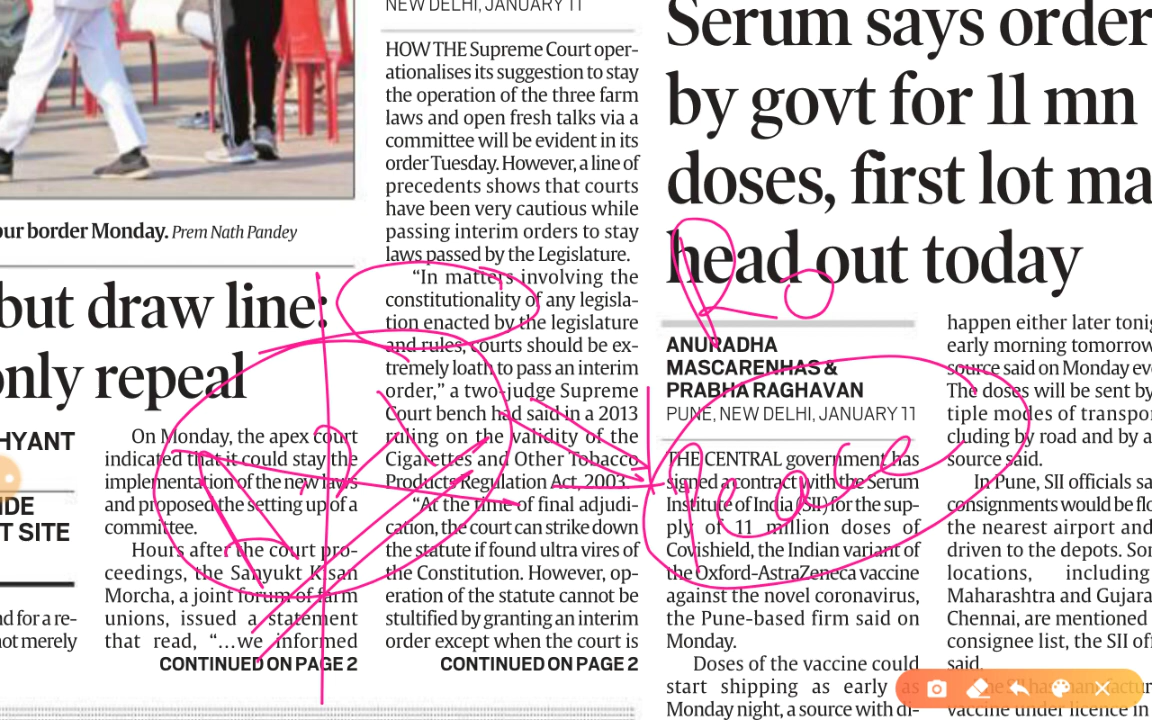 NEW DELHI, JANUARY 11
HOW THE Supreme Court oper-
ationalises its suggestion to stay
the operation of the three farm
laws and open fresh talks via a
committee will be evident in its
order Tuesday. However, a line of
precedents shows that courts
have been very cautious while
passing interim orders to stay
laws passed by the Legislature.
"In matters involving the
constitutionality of any legisla-
tion enacted by the legislature
and rules, courts should be ex-
tremely loath to pass an interim
order," a two-judge Supreme
Court bench had said in a 2013
ruling on the validity of the
Cigarettes and Other Tobacco
Products Regulation Act, 2003.
"At the time of final adjudi-
cation, the court can strike down
the statute if found ultra vires of
the Constitution. However, op-
eration of the statute cannot be
stultified by granting an interim
order except when the court is
CONTINUED ON PAGE 2
our border Monday. Prem Nath Pandey
but draw line:
only repeal
HYANT
IDE
T SITE
nd for a re-
not merely
On Monday, the apex court
indicated that it could stay the
implementation of the new laws
and proposed the setting up of a
committee.
Hours after the court pro-
ceedings, the Sanyukt Kisan
Morcha, a joint forum of farm
unions, issued a statement
that read, "...we informed
CONTINUED ON PAGE 2
Serum says order
by govt for 11 mn
doses, first lot ma
head out today
ANURADHA
MASCARENHAS &
PRABHA RAGHAVAN
PUNE, NEW DELHI, JANUARY 11
THE CENTRAL government has
signed a contract with the Serum
Institute of India (SII) for the sup-
ply of 11 million doses of
Covishield, the Indian variant of
the Oxford-AstraZeneca vaccine
against the novel coronavirus,
the Pune-based firm said on
Monday.
Doses of the vaccine could
start shipping as early as
Monday night, a source with di-
happen either later tonig
early morning tomorrow
source said on Monday eve
The doses will be sent by
tiple modes of transpor
cluding by road and by a
source said.
In Pune, SII officials sa
consignments would be flo
the nearest airport and
driven to the depots. Som
locations, including
Maharashtra and Gujara
Chennai, are mentioned
consignee list, the SII off
said.
The SII has manufactur
vaccine under licence in
Peace